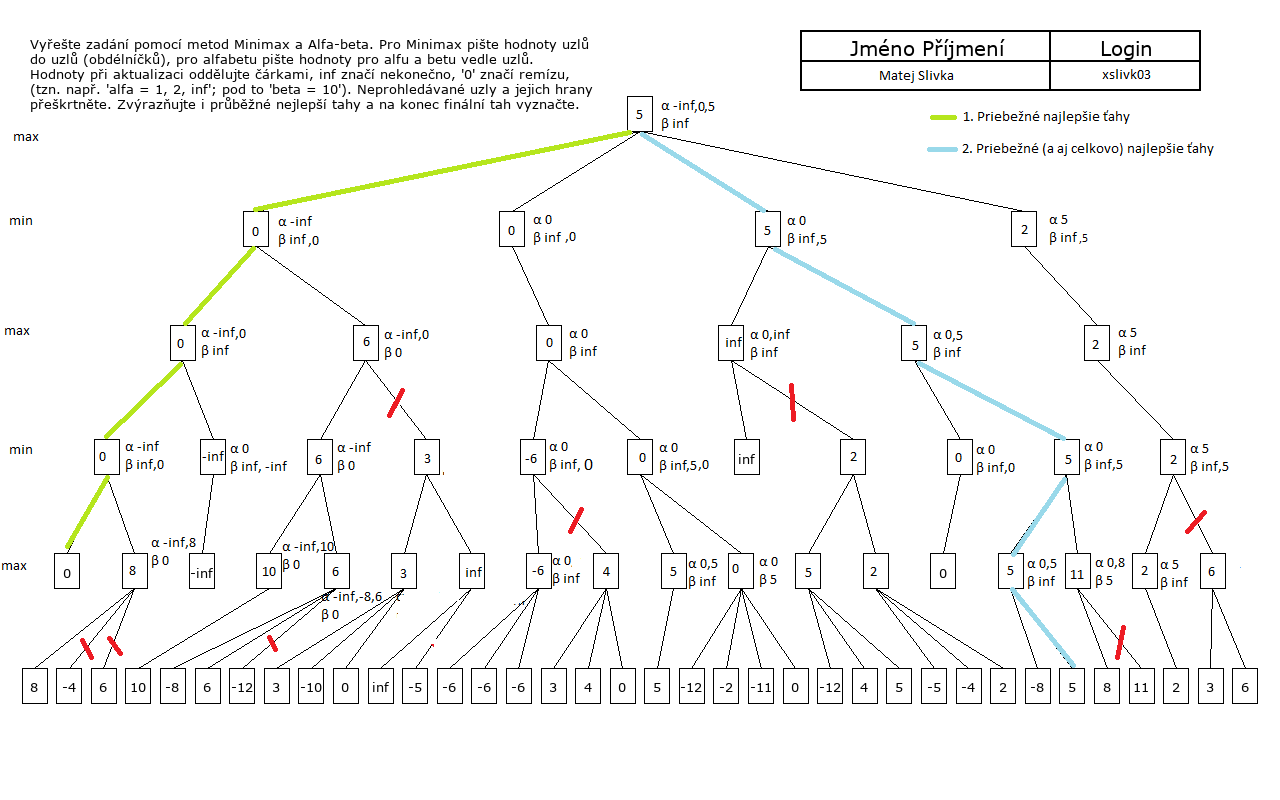 Vyřešte zadání pomocí metod Minimax a Alfa-beta. Pro Minimax pište hodnoty uzlů
do uzlů (obdélníčků), pro alfabetu pište hodnoty pro alfu a betu vedle uzlů.
Hodnoty při aktualizaci oddělujte čárkami, inf značí nekonečno, '0' značí remízu,
(tzn. např. 'alfa = 1, 2, inf'; pod to 'beta = 10'). Neprohledávané uzly a jejich hrany
přeškrtněte. Zvýrazňujte i průběžné nejlepší tahy a na konec finální tah vyznačte.
Jméno Příjmení Login
Matej Slivka xslivk03
1. Priebežné najlepšie ťahy
2. Priebežné (a aj celkovo) najlepšie ťahy
max
5 α -inf,0,5
β inf
min
0 α -inf
β inf ,0
0 α 0
β inf ,0
5 α 0
β inf,5
2 α 5
β inf ,5
max
0 α -inf,0
β inf
6 α -inf,0
β 0
0 α 0
β inf
inf α 0,inf
β inf
5 α 0,5
β inf
2 α 5
β inf
min
0 α -inf
β inf,0
-inf α 0
β inf, -inf
6 α -inf
β 0
3
-6 α 0
β inf, 0
0 α 0
β inf,5,0
inf
2
0 α 0
β inf,0
5 α 0
β inf,5
2 α 5
β inf,5
max
0
8 α -inf,8
β 0
-inf
10 α -inf,10
β 0
6 α -inf,-8,6
β 0
3
inf
-6 α 0
β inf
4
5 α 0,5
β inf
0 α 0
β 5
5
2
0
5 α 0,5
β inf
11 α 0,8
β 5
2 α 5
β inf
6
8 -4 6 10 -8 6 -12 3 -10 0 inf -5 -6 -6 -6 3 4 0 5 -12 -2 -11 0 -12 4 5 -5 -4 2 -8 5 8 11 2 3 6